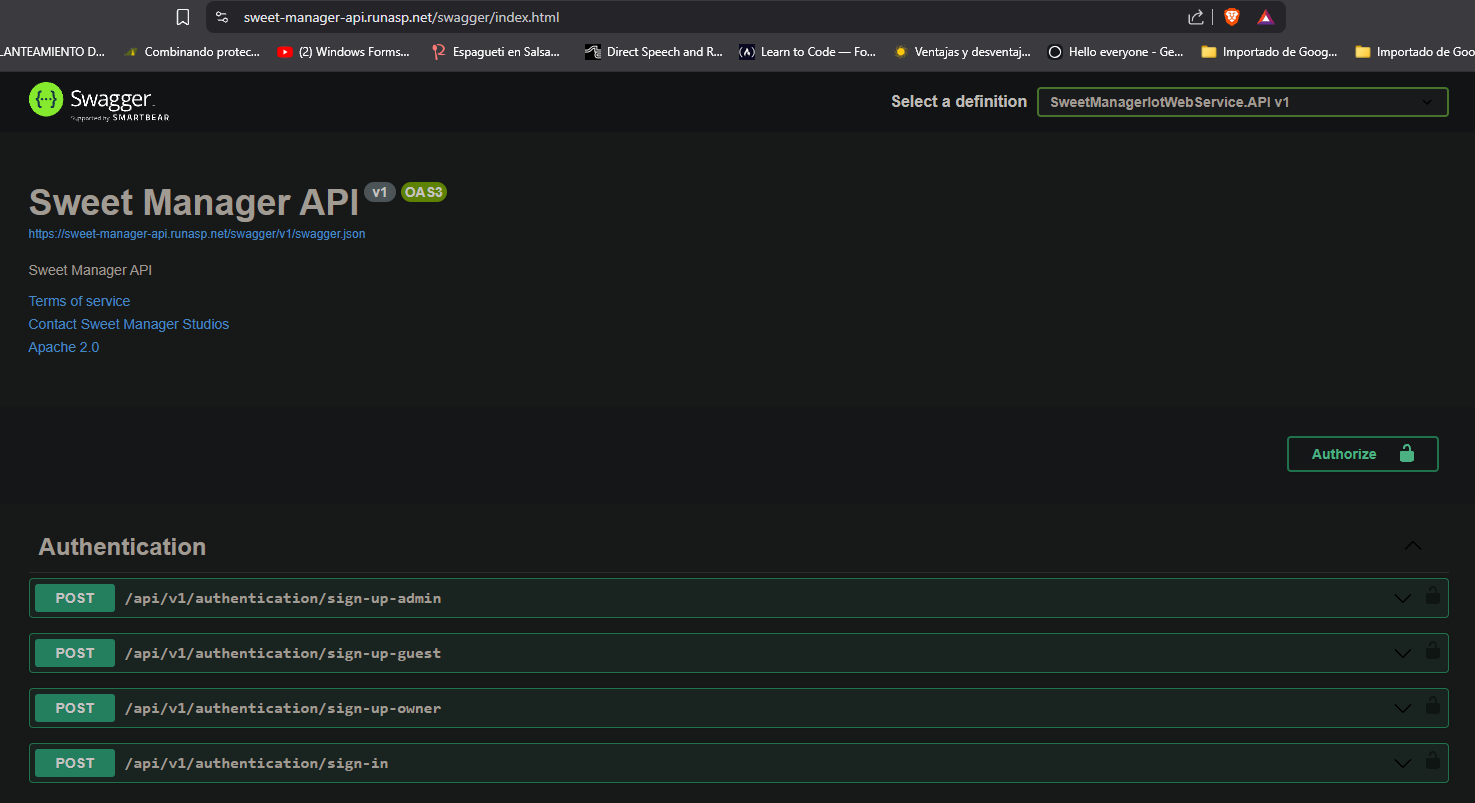 sweet-manager-api.runasp.net/swagger/index.html
LANTEAMIENTO D... Combinando protec... (2) Windows Forms... Espagueti en Salsa... Direct Speech and R... Learn to Code — Fo... Ventajas y desventaj... Hello everyone - Ge... Importado de Goog... Importado de Goo
{...} Swagger. Select a definition SweetManagerIotWebService.API v1
Supported by SMARTBEAR
Sweet Manager API v1 OAS3
https://sweet-manager-api.runasp.net/swagger/v1/swagger.json
Sweet Manager API
Terms of service
Contact Sweet Manager Studios
Apache 2.0
Authorize
Authentication
POST /api/v1/authentication/sign-up-admin
POST /api/v1/authentication/sign-up-guest
POST /api/v1/authentication/sign-up-owner
POST /api/v1/authentication/sign-in